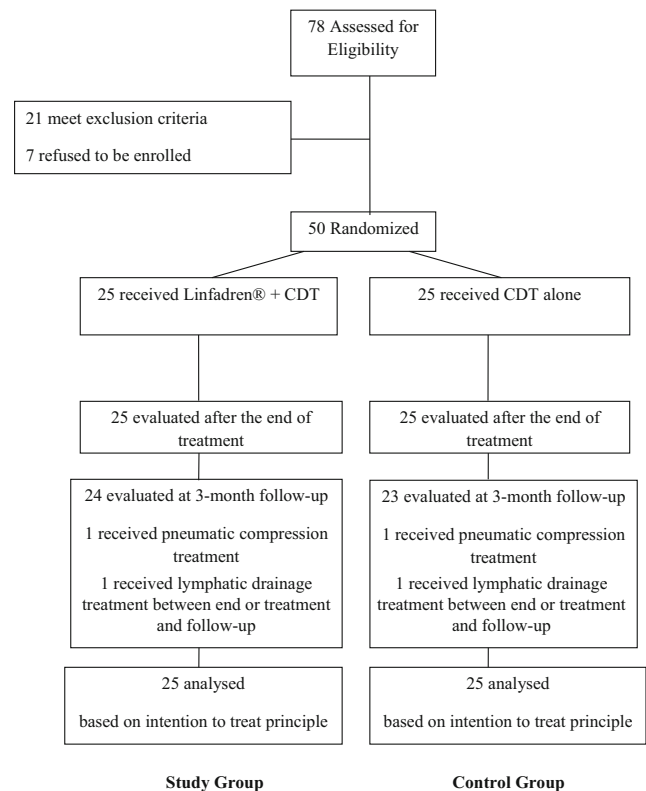 78 Assessed for
Eligibility
21 meet exclusion criteria
7 refused to be enrolled
50 Randomized
25 received Linfadren® + CDT
25 received CDT alone
25 evaluated after the end of
treatment
25 evaluated after the end of
treatment
24 evaluated at 3-month follow-up
1 received pneumatic compression
treatment
1 received lymphatic drainage
treatment between end or treatment
and follow-up
23 evaluated at 3-month follow-up
1 received pneumatic compression
treatment
1 received lymphatic drainage
treatment between end or treatment
and follow-up
25 analysed
based on intention to treat principle
25 analysed
based on intention to treat principle
Study Group
Control Group